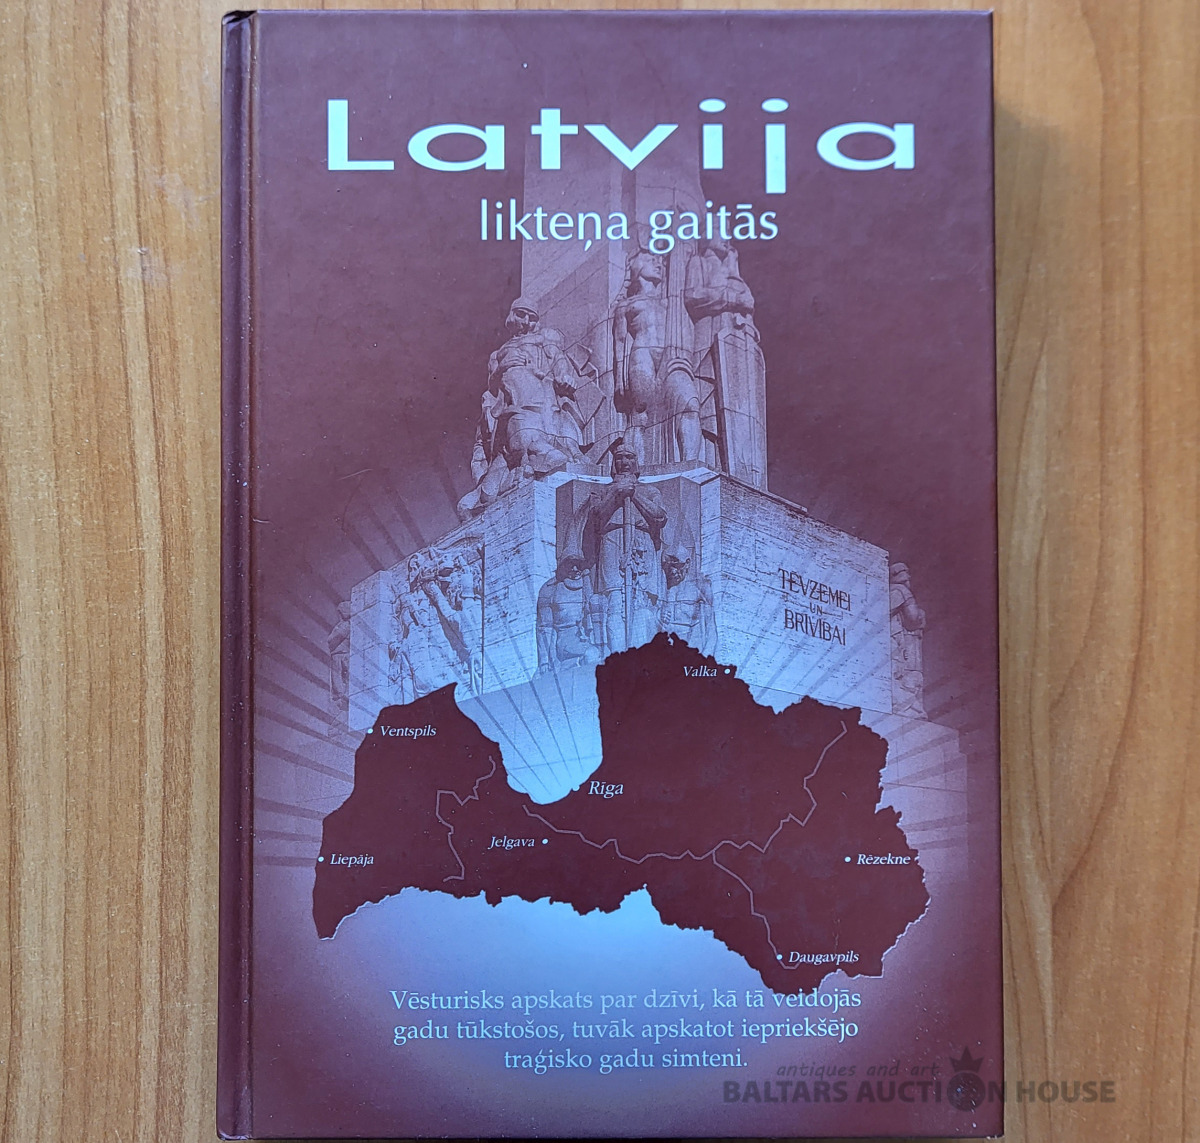 Latvija
likteņa gaitās
TĒVZEMEI
UN
BRĪVĪBAI
Valka
Ventspils
Rīga
Jelgava
Liepāja
Rēzekne
Daugavpils
Vēsturisks apskats par dzīvi, kā tā veidojās
gadu tūkstošos, tuvāk apskatot iepriekšējo
traģisko gadu simteni.
antiques and art
BALTARS AUCTION HOUSE